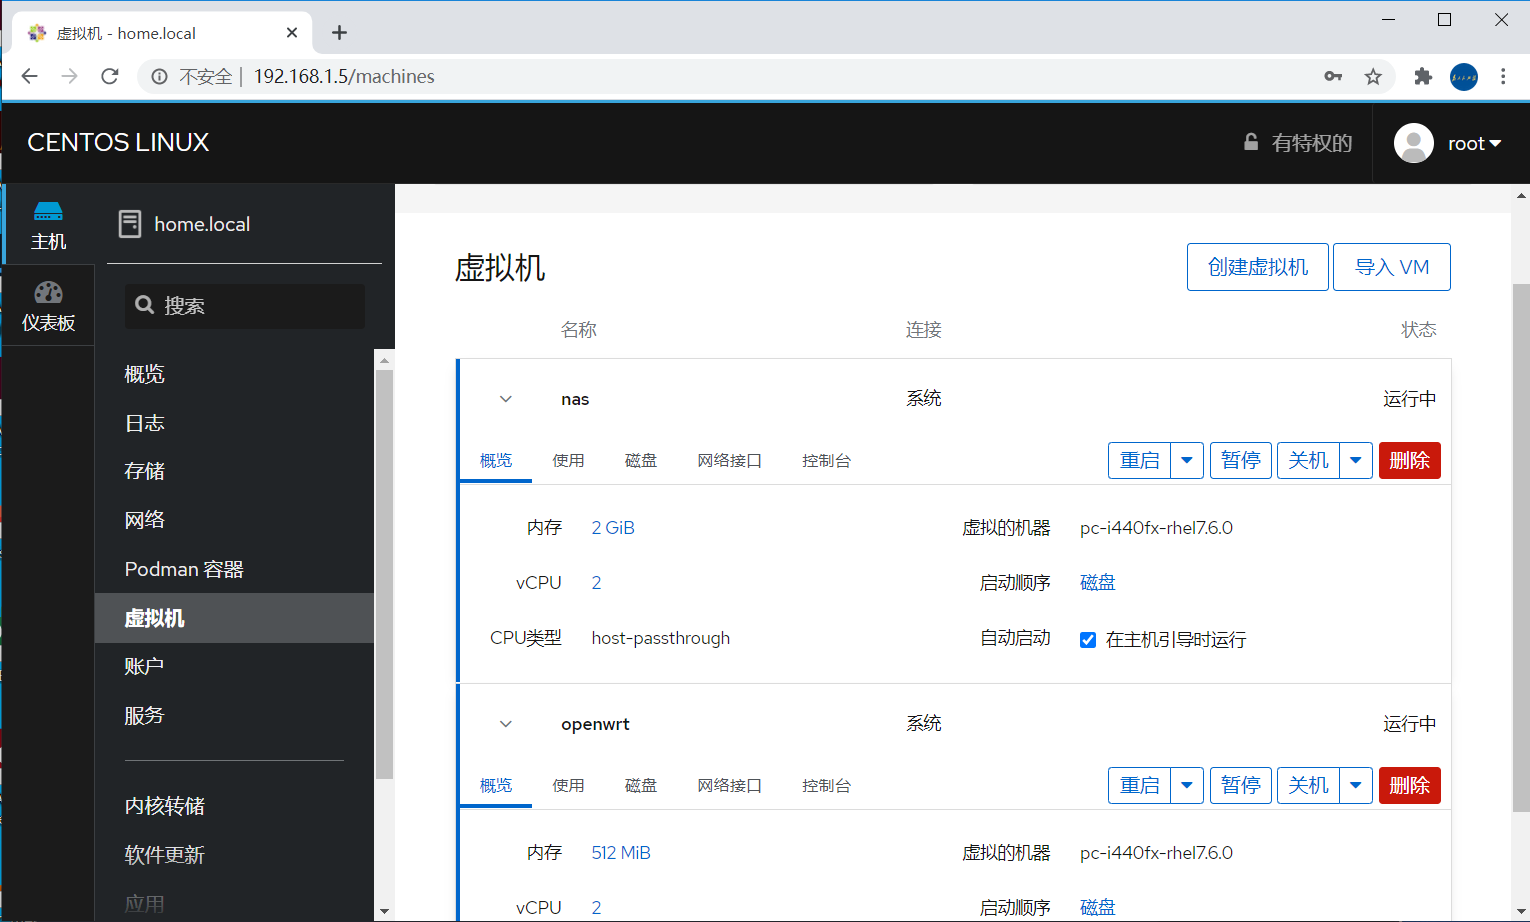 虚拟机 - home.local
不安全 | 192.168.1.5/machines
CENTOS LINUX
有特权的
root
主机
仪表板
home.local
搜索
概览
日志
存储
网络
Podman 容器
虚拟机
账户
服务
内核转储
软件更新
应用
虚拟机
创建虚拟机
导入 VM
名称 连接 状态
nas 系统 运行中
概览 使用 磁盘 网络接口 控制台 重启 暂停 关机 删除
内存 2 GiB 虚拟的机器 pc-i440fx-rhel7.6.0
vCPU 2 启动顺序 磁盘
CPU类型 host-passthrough 自动启动 在主机引导时运行
openwrt 系统 运行中
概览 使用 磁盘 网络接口 控制台 重启 暂停 关机 删除
内存 512 MiB 虚拟的机器 pc-i440fx-rhel7.6.0
vCPU 2 启动顺序 磁盘